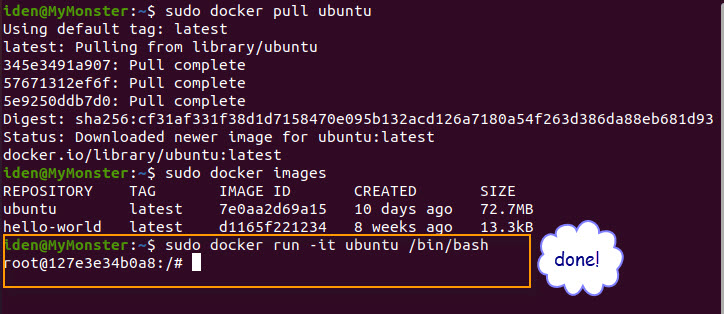 iden@MyMonster:~$ sudo docker pull ubuntu
Using default tag: latest
latest: Pulling from library/ubuntu
345e3491a907: Pull complete
57671312ef6f: Pull complete
5e9250ddb7d0: Pull complete
Digest: sha256:cf31af331f38d1d7158470e095b132acd126a7180a54f263d386da88eb681d93
Status: Downloaded newer image for ubuntu:latest
docker.io/library/ubuntu:latest
iden@MyMonster:~$ sudo docker images
REPOSITORY TAG IMAGE ID CREATED SIZE
ubuntu latest 7e0aa2d69a15 10 days ago 72.7MB
hello-world latest d1165f221234 8 weeks ago 13.3kB
iden@MyMonster:~$ sudo docker run -it ubuntu /bin/bash
root@127e3e34b0a8:/#
done!